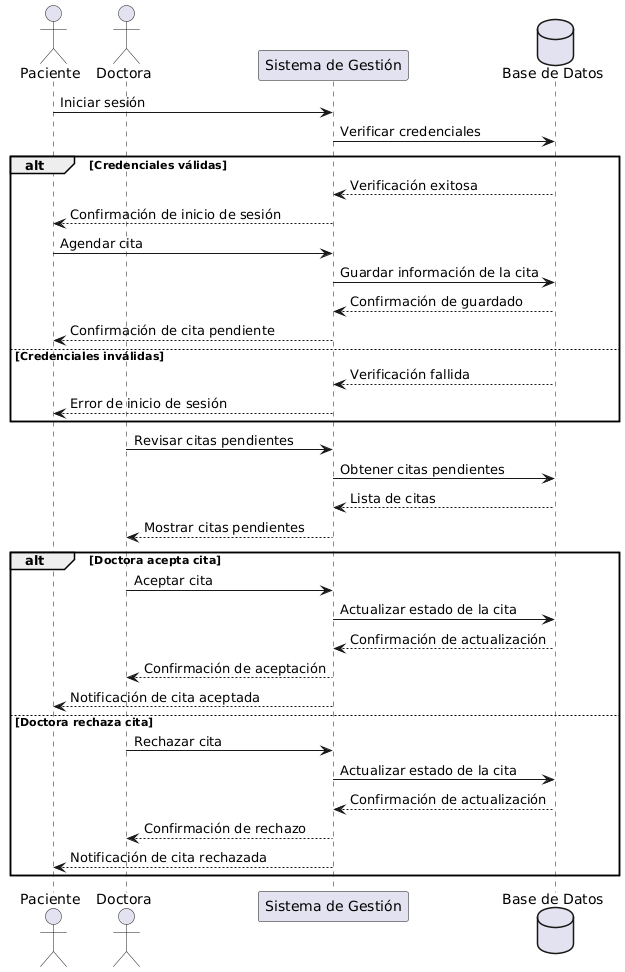 Paciente Doctora Sistema de Gestión Base de Datos
Iniciar sesión
Verificar credenciales
alt [Credenciales válidas]
Verificación exitosa
Confirmación de inicio de sesión
Agendar cita
Guardar información de la cita
Confirmación de guardado
Confirmación de cita pendiente
[Credenciales inválidas]
Verificación fallida
Error de inicio de sesión
Revisar citas pendientes
Obtener citas pendientes
Lista de citas
Mostrar citas pendientes
alt [Doctora acepta cita]
Aceptar cita
Actualizar estado de la cita
Confirmación de actualización
Confirmación de aceptación
Notificación de cita aceptada
[Doctora rechaza cita]
Rechazar cita
Actualizar estado de la cita
Confirmación de actualización
Confirmación de rechazo
Notificación de cita rechazada
Paciente Doctora Sistema de Gestión Base de Datos